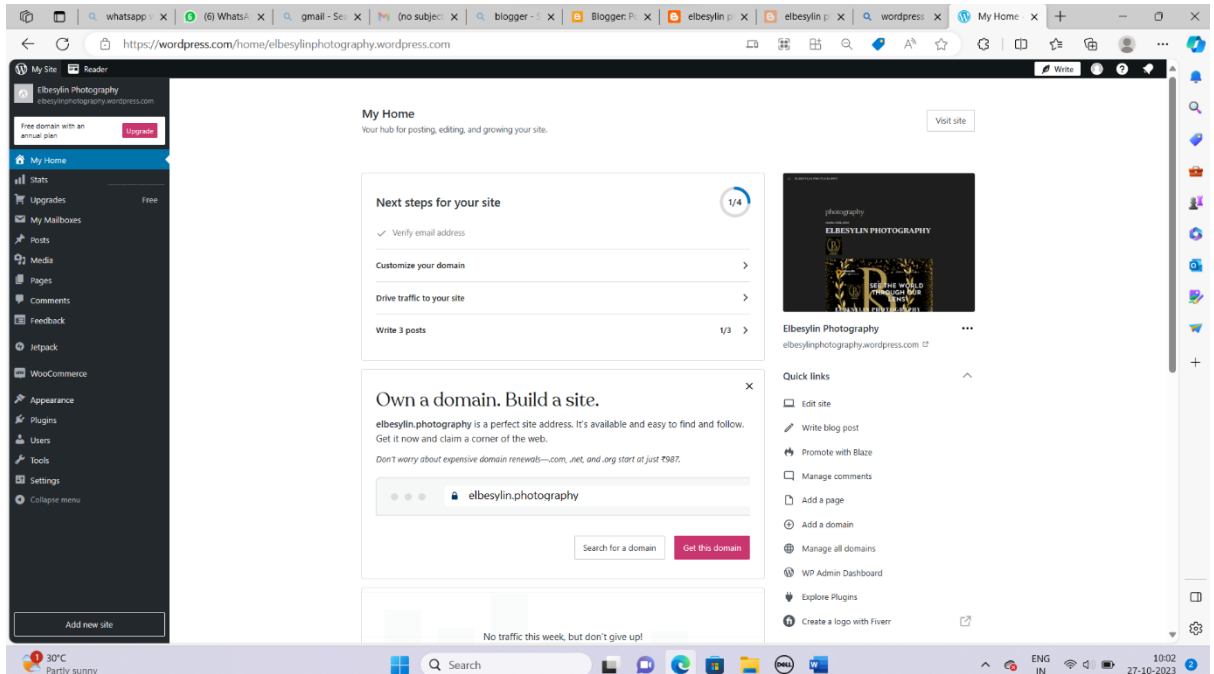 whatsapp
(6) WhatsA
gmail - Se
(no subject
blogger - S
Blogger: Po
elbesylin p
elbesylin p
wordpress
My Home
https://wordpress.com/home/elbesylinphotography.wordpress.com
My Site Reader Write
Elbesylin Photography
elbesylinphotography.wordpress.com
Free domain with an
annual plan
Upgrade
My Home
Stats
Upgrades Free
My Mailboxes
Posts
Media
Pages
Comments
Feedback
Jetpack
WooCommerce
Appearance
Plugins
Users
Tools
Settings
Collapse menu
Add new site
My Home
Your hub for posting, editing, and growing your site.
Visit site
Next steps for your site 1/4
Verify email address
Customize your domain
Drive traffic to your site
Write 3 posts 1/3
Own a domain. Build a site.
elbesylin.photography is a perfect site address. It's available and easy to find and follow.
Get it now and claim a corner of the web.
Don't worry about expensive domain renewals—.com, .net, and .org start at just ₹987.
elbesylin.photography
Search for a domain Get this domain
No traffic this week, but don't give up!
photography
ELBESYLIN PHOTOGRAPHY
SEE THE WORLD
THROUGH OUR
LENS!
Elbesylin Photography
elbesylinphotography.wordpress.com
Quick links
Edit site
Write blog post
Promote with Blaze
Manage comments
Add a page
Add a domain
Manage all domains
WP Admin Dashboard
Explore Plugins
Create a logo with Fiverr
1
30°C
Partly sunny
Search
DELL
ENG
IN
10:02
27-10-2023
2